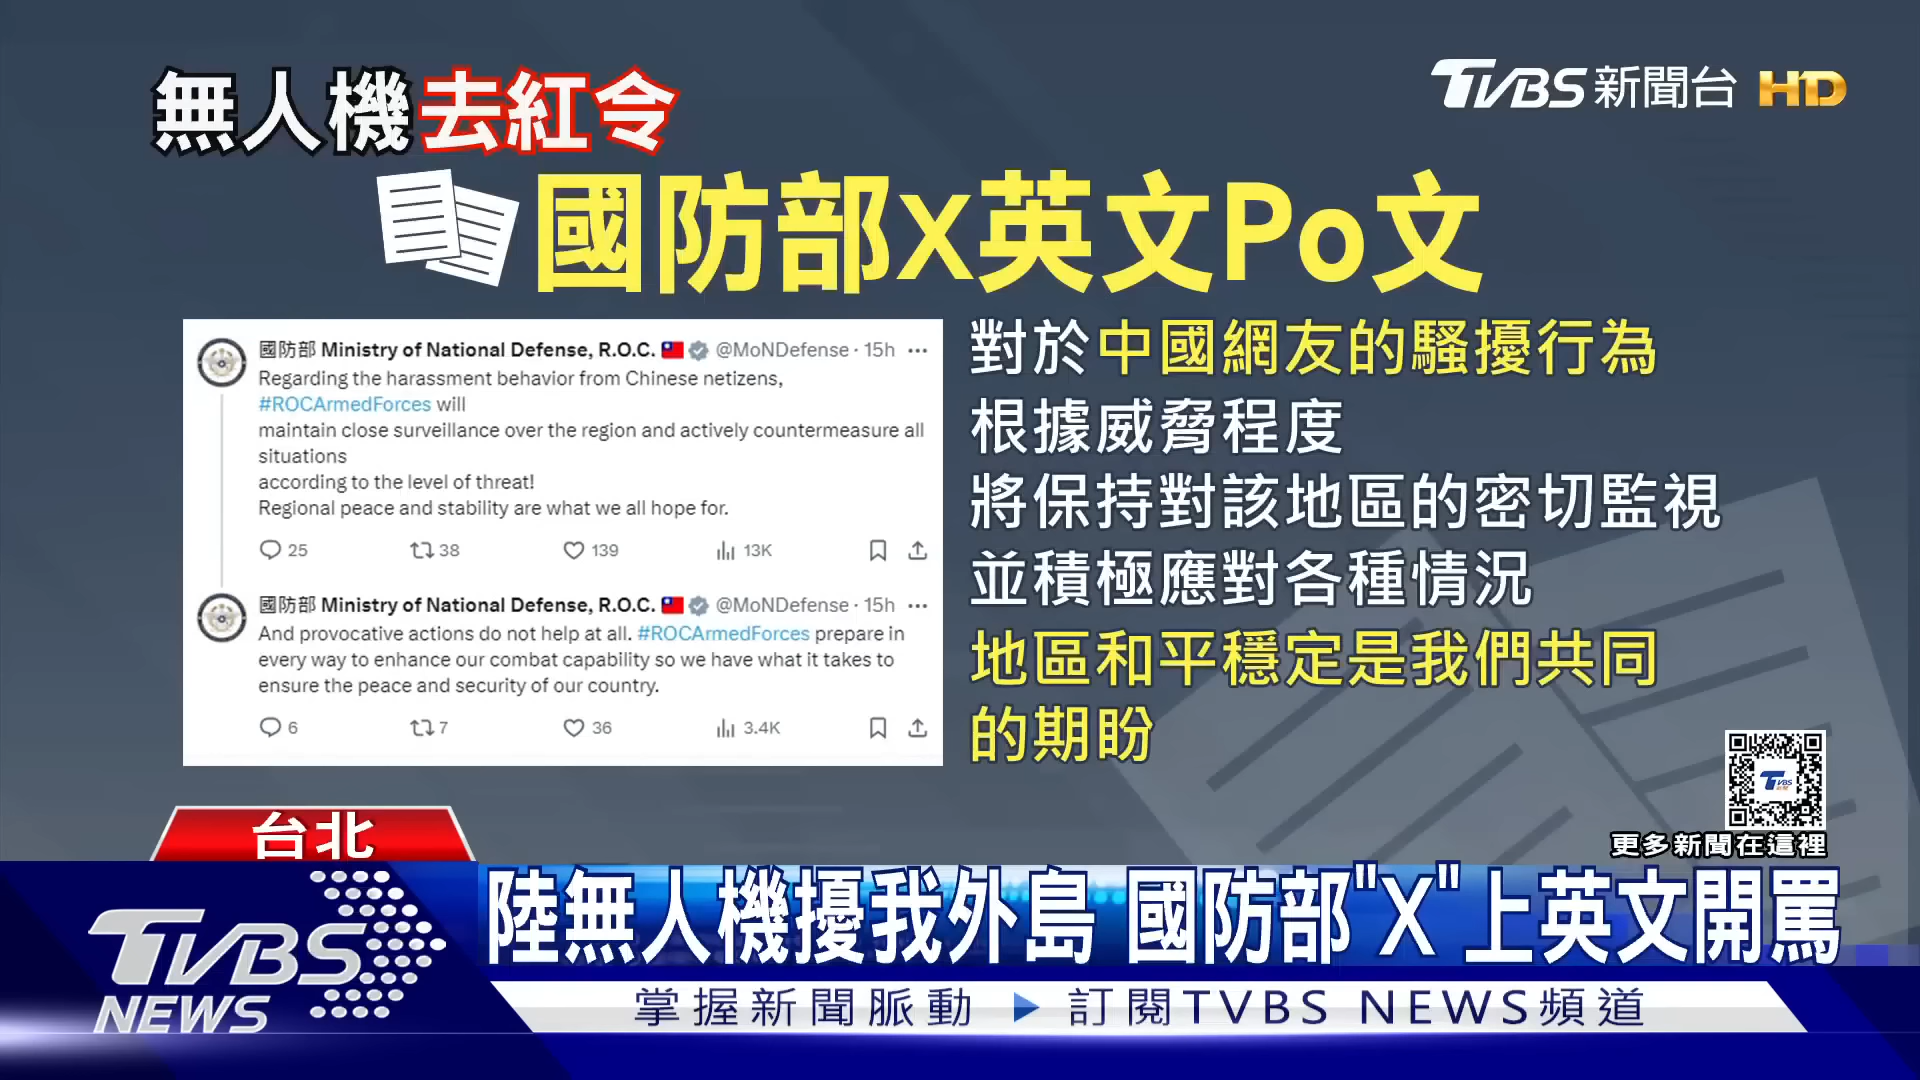 無人機去紅令
TVBS新聞台 HD
國防部X英文Po文
國防部 Ministry of National Defense, R.O.C. 🇹🇼 @MoNDefense · 15h ···
Regarding the harassment behavior from Chinese netizens,
#ROCArmedForces will
maintain close surveillance over the region and actively countermeasure all
situations
according to the level of threat!
Regional peace and stability are what we all hope for.
25 38 139 13K
國防部 Ministry of National Defense, R.O.C. 🇹🇼 @MoNDefense · 15h ···
And provocative actions do not help at all. #ROCArmedForces prepare in
every way to enhance our combat capability so we have what it takes to
ensure the peace and security of our country.
6 7 36 3.4K
對於中國網友的騷擾行為
根據威脅程度
將保持對該地區的密切監視
並積極應對各種情況
地區和平穩定是我們共同
的期盼
TVBS
更多新聞在這裡
台北
陸無人機擾我外島 國防部"X"上英文開罵
TVBS
NEWS
掌握新聞脈動 ▶ 訂閱TVBS NEWS頻道